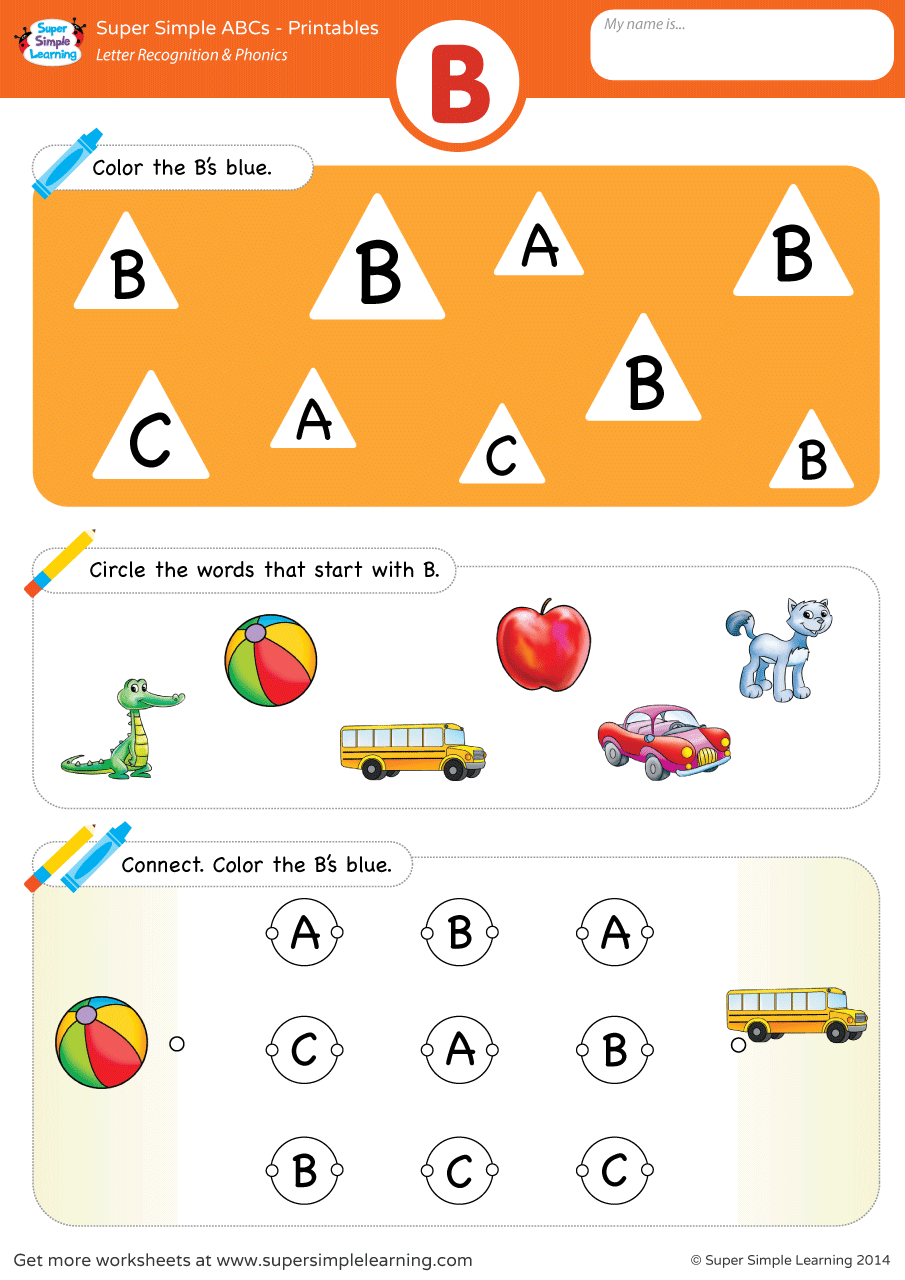 Super
Simple
Learning
Super Simple ABCs - Printables
Letter Recognition & Phonics
B
My name is...
Color the B's blue.
B B A B
B
C A C B
Circle the words that start with B.
Connect. Color the B's blue.
A B A
C A B
B C C
Get more worksheets at www.supersimplelearning.com
© Super Simple Learning 2014